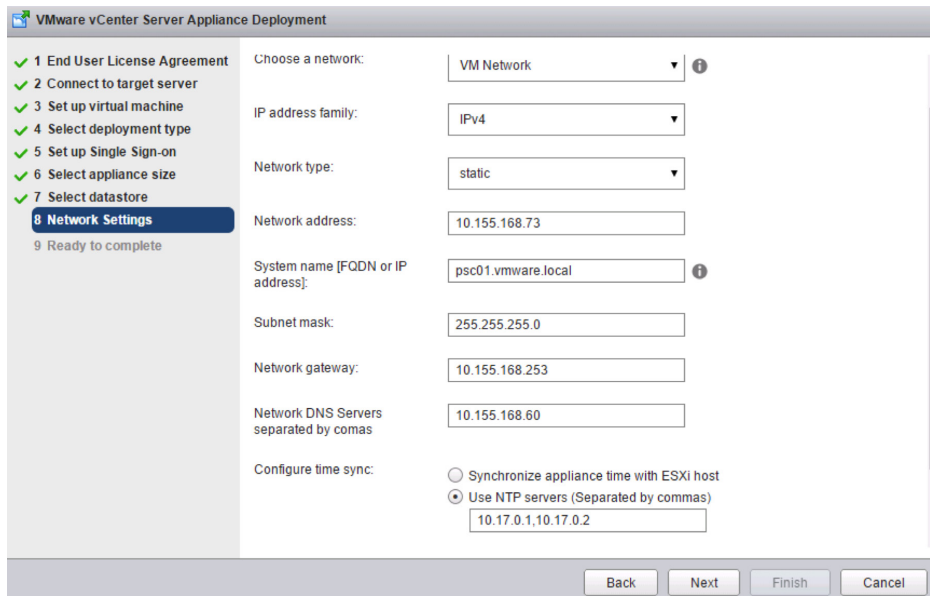 VMware vCenter Server Appliance Deployment
1 End User License Agreement
2 Connect to target server
3 Set up virtual machine
4 Select deployment type
5 Set up Single Sign-on
6 Select appliance size
7 Select datastore
8 Network Settings
9 Ready to complete
Choose a network:
VM Network
IP address family:
IPv4
Network type:
static
Network address:
10.155.168.73
System name [FQDN or IP
address]:
psc01.vmware.local
Subnet mask:
255.255.255.0
Network gateway:
10.155.168.253
Network DNS Servers
separated by comas
10.155.168.60
Configure time sync:
Synchronize appliance time with ESXi host
Use NTP servers (Separated by commas)
10.17.0.1,10.17.0.2
Back
Next
Finish
Cancel